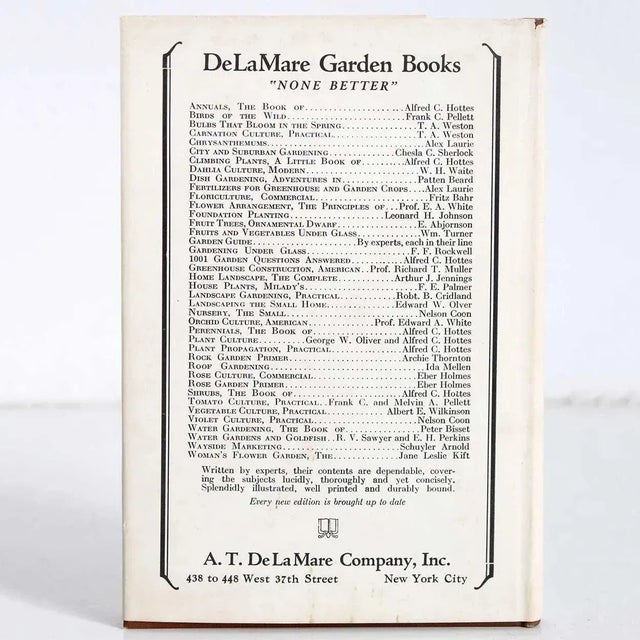 DeLaMare Garden Books
"NONE BETTER"
ANNUALS, THE BOOK OF....................Alfred C. Hottes
BIRDS OF THE WILD........................Frank C. Pellett
BULBS THAT BLOOM IN THE SPRING...............T. A. Weston
CARNATION CULTURE, PRACTICAL.................T. A. Weston
CHRYSANTHEMUMS.............................Alex Laurie
CITY AND SUBURBAN GARDENING...............Chesla C. Sherlock
CLIMBING PLANTS, A LITTLE BOOK OF.........Alfred C. Hottes
DAHLIA CULTURE, MODERN.......................W. H. Waite
DISH GARDENING, ADVENTURES IN...............Patten Beard
FERTILIZERS FOR GREENHOUSE AND GARDEN CROPS....Alex Laurie
FLORICULTURE, COMMERCIAL......................Fritz Bahr
FLOWER ARRANGEMENT, THE PRINCIPLES OF...Prof. E. A. White
FOUNDATION PLANTING.....................Leonard H. Johnson
FRUIT TREES, ORNAMENTAL DWARF.................E. Abjornson
FRUITS AND VEGETABLES UNDER GLASS..............Wm. Turner
GARDEN GUIDE....................By experts, each in their line
GARDENING UNDER GLASS.......................F. F. Rockwell
1001 GARDEN QUESTIONS ANSWERED...........Alfred C. Hottes
GREENHOUSE CONSTRUCTION, AMERICAN..Prof. Richard T. Muller
HOME LANDSCAPE, THE COMPLETE............Arthur J. Jennings
HOUSE PLANTS, MILADY'S.......................F. E. Palmer
LANDSCAPE GARDENING, PRACTICAL............Robt. B. Cridland
LANDSCAPING THE SMALL HOME..............Edward W. Olver
NURSERY, THE SMALL...........................Nelson Coon
ORCHID CULTURE, AMERICAN.............Prof. Edward A. White
PERENNIALS, THE BOOK OF..................Alfred C. Hottes
PLANT CULTURE..........George W. Oliver and Alfred C. Hottes
PLANT PROPAGATION, PRACTICAL..............Alfred C. Hottes
ROCK GARDEN PRIMER.......................Archie Thornton
ROOF GARDENING................................Ida Mellen
ROSE CULTURE, COMMERCIAL....................Eber Holmes
ROSE GARDEN PRIMER...........................Eber Holmes
SHRUBS, THE BOOK OF......................Alfred C. Hottes
TOMATO CULTURE, PRACTICAL..Frank C. and Melvin A. Pellett
VEGETABLE CULTURE, PRACTICAL............Albert E. Wilkinson
VIOLET CULTURE, PRACTICAL....................Nelson Coon
WATER GARDENING, THE BOOK OF.................Peter Bisset
WATER GARDENS AND GOLDFISH..R. V. Sawyer and E. H. Perkins
WAYSIDE MARKETING........................Schuyler Arnold
WOMAN'S FLOWER GARDEN, THE................Jane Leslie Kift
Written by experts, their contents are dependable, cover-
ing the subjects lucidly, thoroughly and yet concisely.
Splendidly illustrated, well printed and durably bound.
Every new edition is brought up to date
A. T. DeLaMare Company, Inc.
438 to 448 West 37th Street New York City